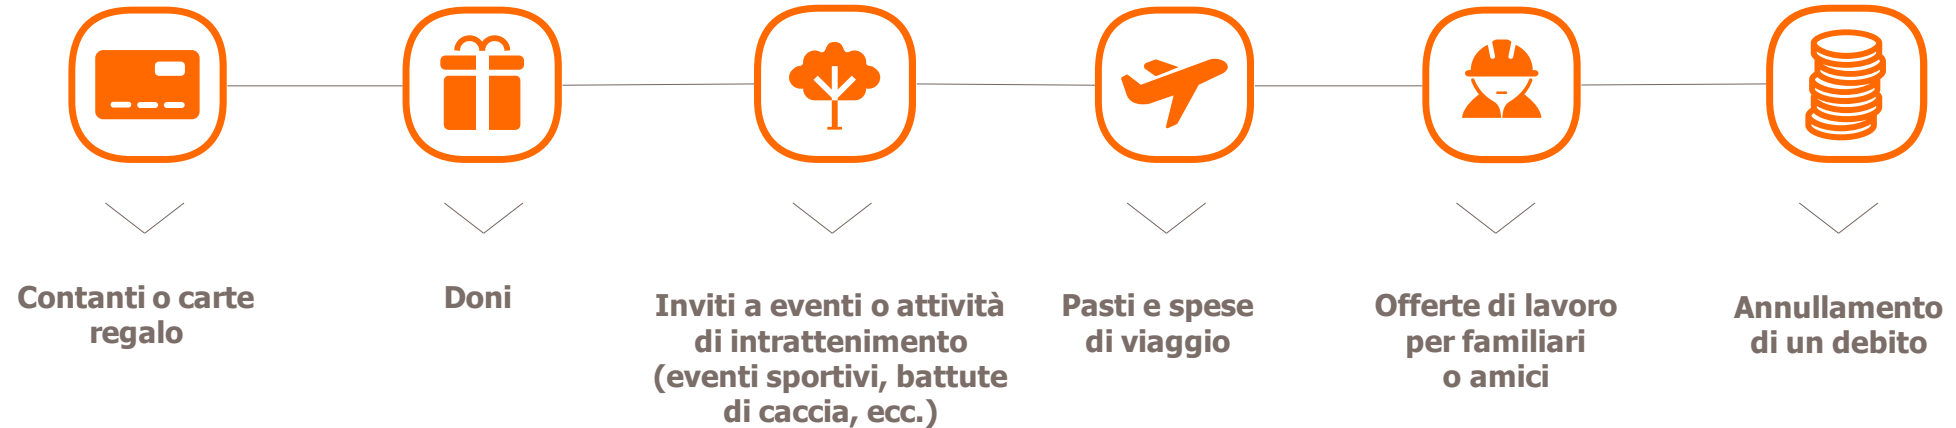 Contanti o carte
regalo
Doni
Inviti a eventi o attività
di intrattenimento
(eventi sportivi, battute
di caccia, ecc.)
Pasti e spese
di viaggio
Offerte di lavoro
per familiari
o amici
Annullamento
di un debito